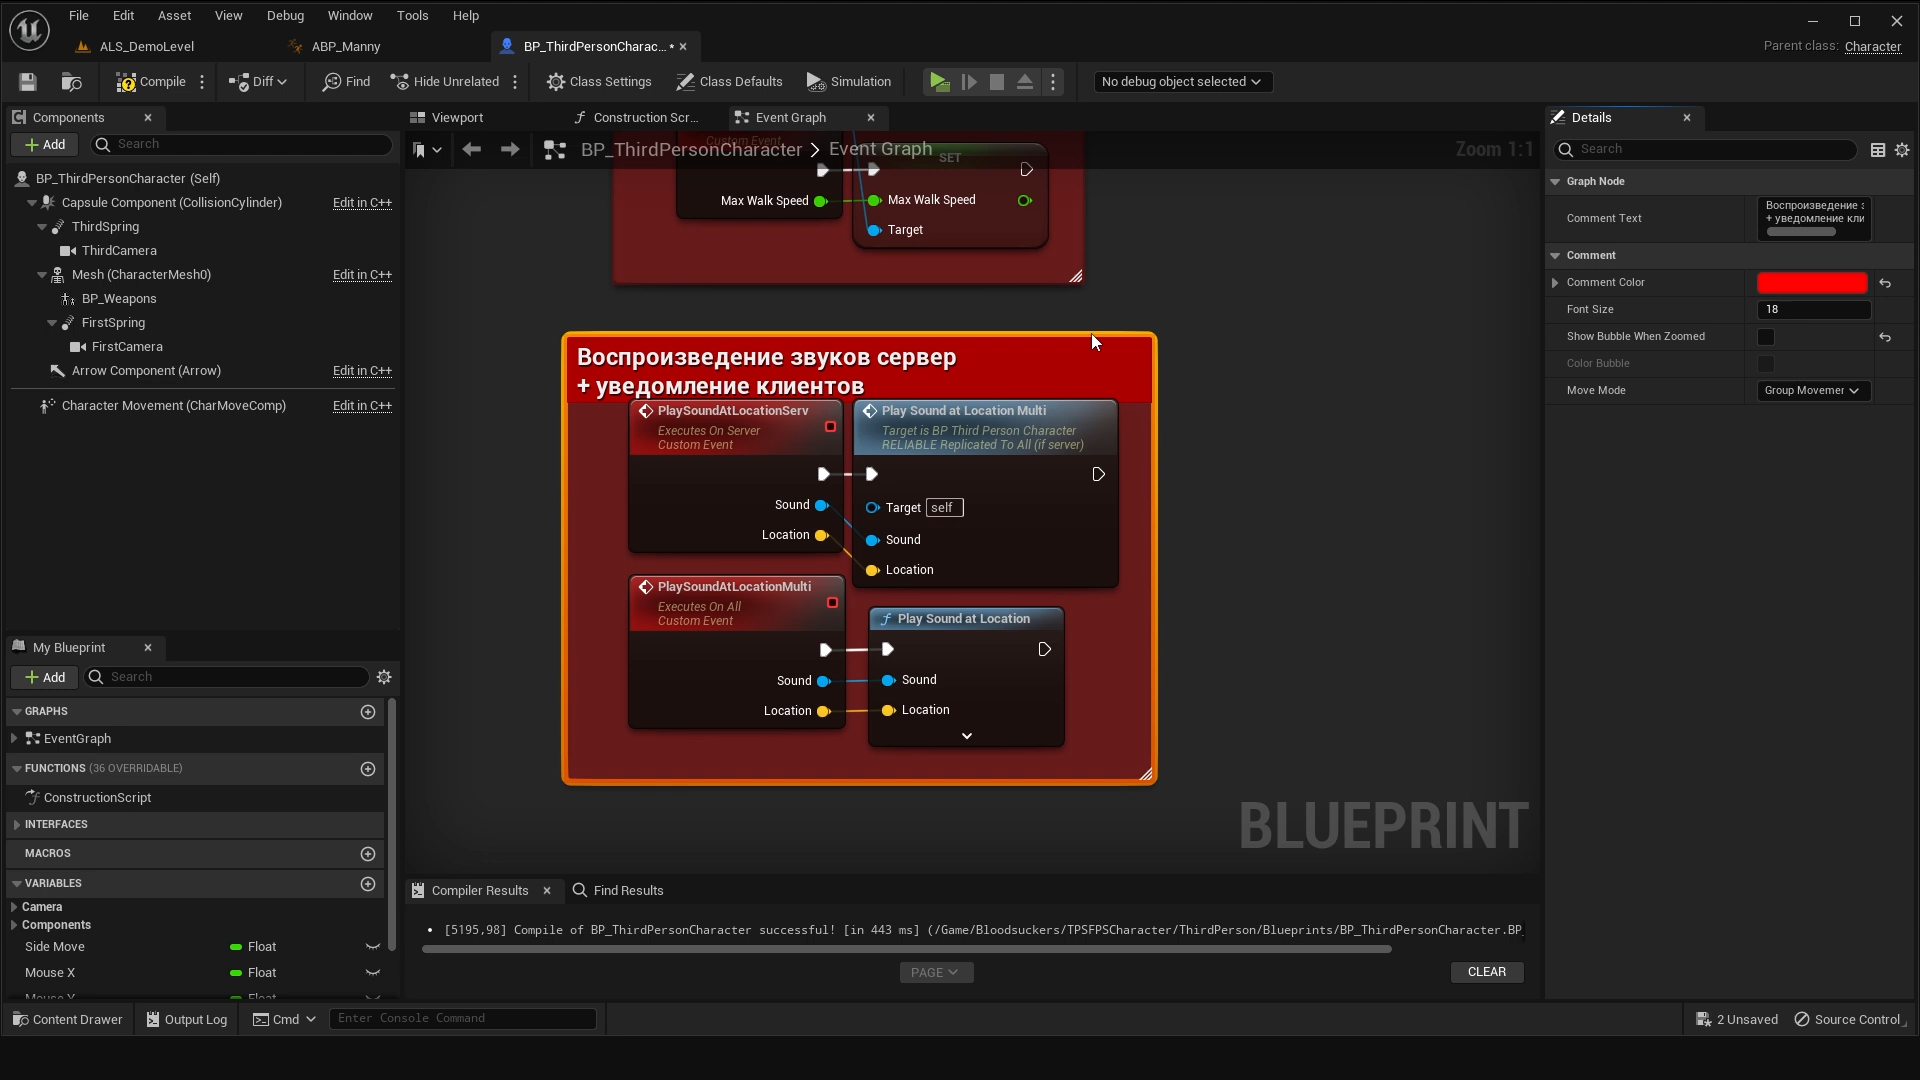 File Edit Asset View Debug Window Tools Help
ALS_DemoLevel
ABP_Manny
BP_ThirdPersonCharac... *
Parent class: Character
Compile
Diff
Find
Hide Unrelated
Class Settings
Class Defaults
Simulation
No debug object selected
Components
Add
Search
BP_ThirdPersonCharacter (Self)
Capsule Component (CollisionCylinder) Edit in C++
ThirdSpring
ThirdCamera
Mesh (CharacterMesh0) Edit in C++
BP_Weapons
FirstSpring
FirstCamera
Arrow Component (Arrow) Edit in C++
Character Movement (CharMoveComp) Edit in C++
My Blueprint
Add
Search
GRAPHS
EventGraph
FUNCTIONS (36 OVERRIDABLE)
ConstructionScript
INTERFACES
MACROS
VARIABLES
Camera
Components
Side Move Float
Mouse X Float
Mouse Y Float
Viewport
Construction Scr...
Event Graph
BP_ThirdPersonCharacter > Event Graph
Zoom 1:1
Custom Event
SET
Max Walk Speed
Max Walk Speed
Target
Воспроизведение звуков сервер
+ уведомление клиентов
PlaySoundAtLocationServ
Executes On Server
Custom Event
Sound
Location
Play Sound at Location Multi
Target is BP Third Person Character
RELIABLE Replicated To All (if server)
Target self
Sound
Location
PlaySoundAtLocationMulti
Executes On All
Custom Event
Sound
Location
Play Sound at Location
Sound
Location
BLUEPRINT
Compiler Results
Find Results
[5195,98] Compile of BP_ThirdPersonCharacter successful! [in 443 ms] (/Game/Bloodsuckers/TPSFPSCharacter/ThirdPerson/Blueprints/BP_ThirdPersonCharacter.BP_
PAGE
CLEAR
Details
Search
Graph Node
Comment Text
Воспроизведение
+ уведомление кли
Comment
Comment Color
Font Size 18
Show Bubble When Zoomed
Color Bubble
Move Mode Group Movemer
Content Drawer
Output Log
Cmd
Enter Console Command
2 Unsaved
Source Control